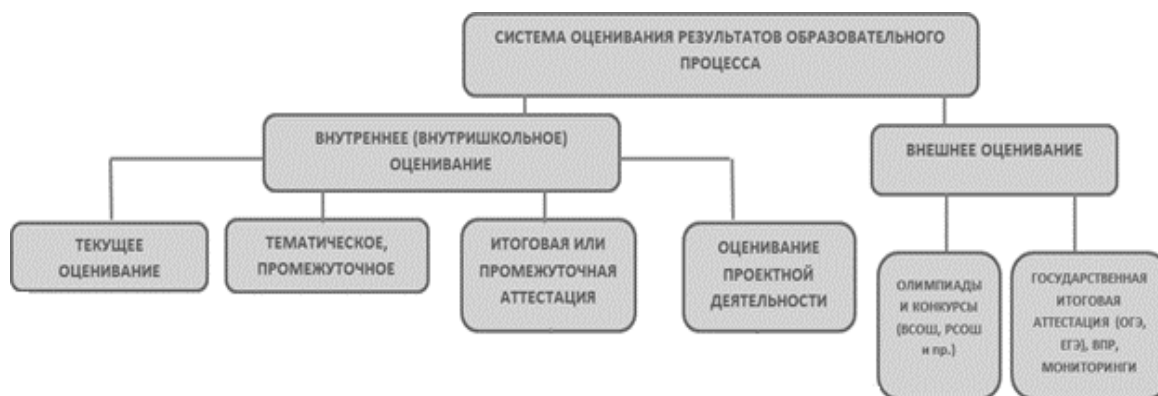 СИСТЕМА ОЦЕНИВАНИЯ РЕЗУЛЬТАТОВ ОБРАЗОВАТЕЛЬНОГО
ПРОЦЕССА
ВНУТРЕННЕЕ (ВНУТРИШКОЛЬНОЕ)
ОЦЕНИВАНИЕ
ВНЕШНЕЕ ОЦЕНИВАНИЕ
ТЕКУЩЕЕ
ОЦЕНИВАНИЕ
ТЕМАТИЧЕСКОЕ,
ПРОМЕЖУТОЧНОЕ
ИТОГОВАЯ ИЛИ
ПРОМЕЖУТОЧНАЯ
АТТЕСТАЦИЯ
ОЦЕНИВАНИЕ
ПРОЕКТНОЙ
ДЕЯТЕЛЬНОСТИ
ОЛИМПИАДЫ
И КОНКУРСЫ
(ВСОШ, РСОШ
и пр.)
ГОСУДАРСТВЕННАЯ
ИТОГОВАЯ
АТТЕСТАЦИЯ (ОГЭ,
ЕГЭ), ВПР,
МОНИТОРИНГИ